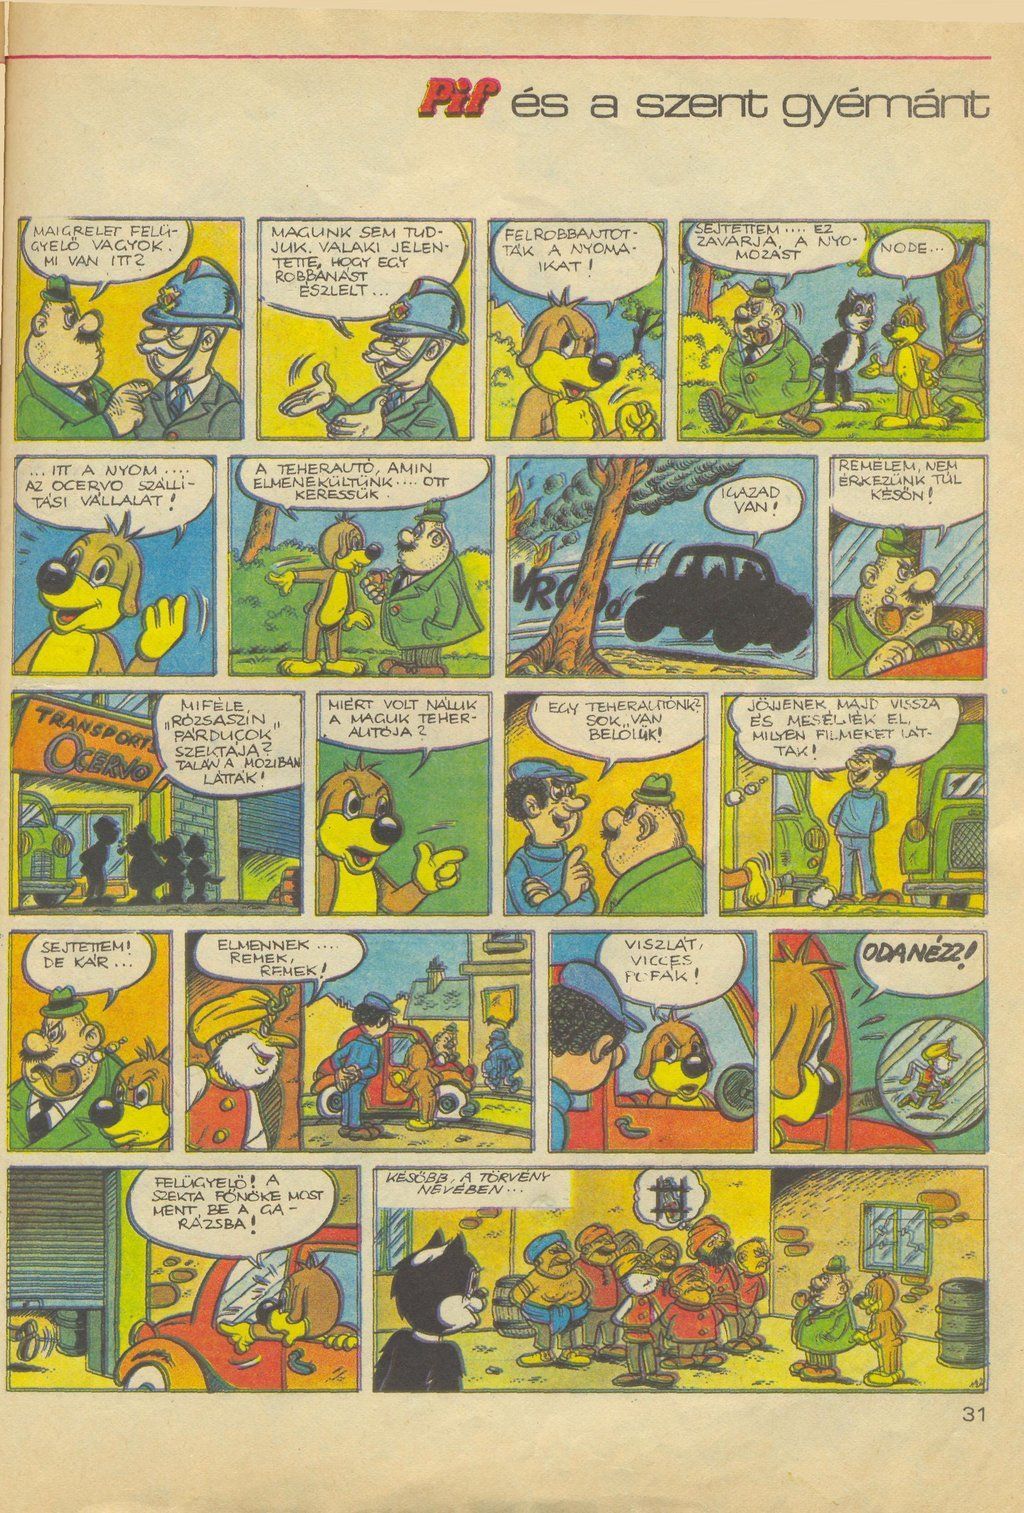 Pif és a szent gyémánt
MAIGRELET FELÜ-
GYELŐ VAGYOK.
MI VAN ITT?
MAGUNK SEM TUD-
JUK, VALAKI JELEN-
TETTE, HOGY EGY
ROBBANÁST
ÉSZLELT...
FELROBBANTOT-
TÁK A NYOMA-
IKAT!
SEJTETTEM.... EZ
ZAVARJA, A NYO-
MOZÁST
NODE...
... ITT A NYOM....
AZ OCERVO SZÁLLÍ-
TÁSI VÁLLALAT!
A TEHERAUTÓ, AMIN
ELMENEKÜLTÜNK.... OTT
KERESSÜK.
IGAZAD
VAN!
REMÉLEM, NEM
ÉRKEZÜNK TÚL
KÉSŐN!
TRANSPORT
OCERVO
MIFÉLE
"RÓZSASZÍN
PÁRDUCOK"
SZEKTÁJA?
TALÁN A MOZIBAN
LÁTTÁK!
MIÉRT VOLT NÁLUK
A MAGUK TEHER-
AUTÓJA?
EGY TEHERAUTÓNK?
SOK VAN
BELŐLÜK!
JÖJJENEK MAJD VISSZA
ÉS MESÉLJÉK EL,
MILYEN FILMEKET LÁT-
TAK!
SEJTETTEM!
DE KÁR...
ELMENNEK ....
REMEK,
REMEK!
VISZLÁT,
VICCES
POFÁK!
ODANÉZZ!
FELÜGYELŐ! A
SZEKTA FŐNÖKE MOST
MENT BE A GA-
RÁZSBA!
KÉSŐBB, A TÖRVÉNY
NEVÉBEN...
31